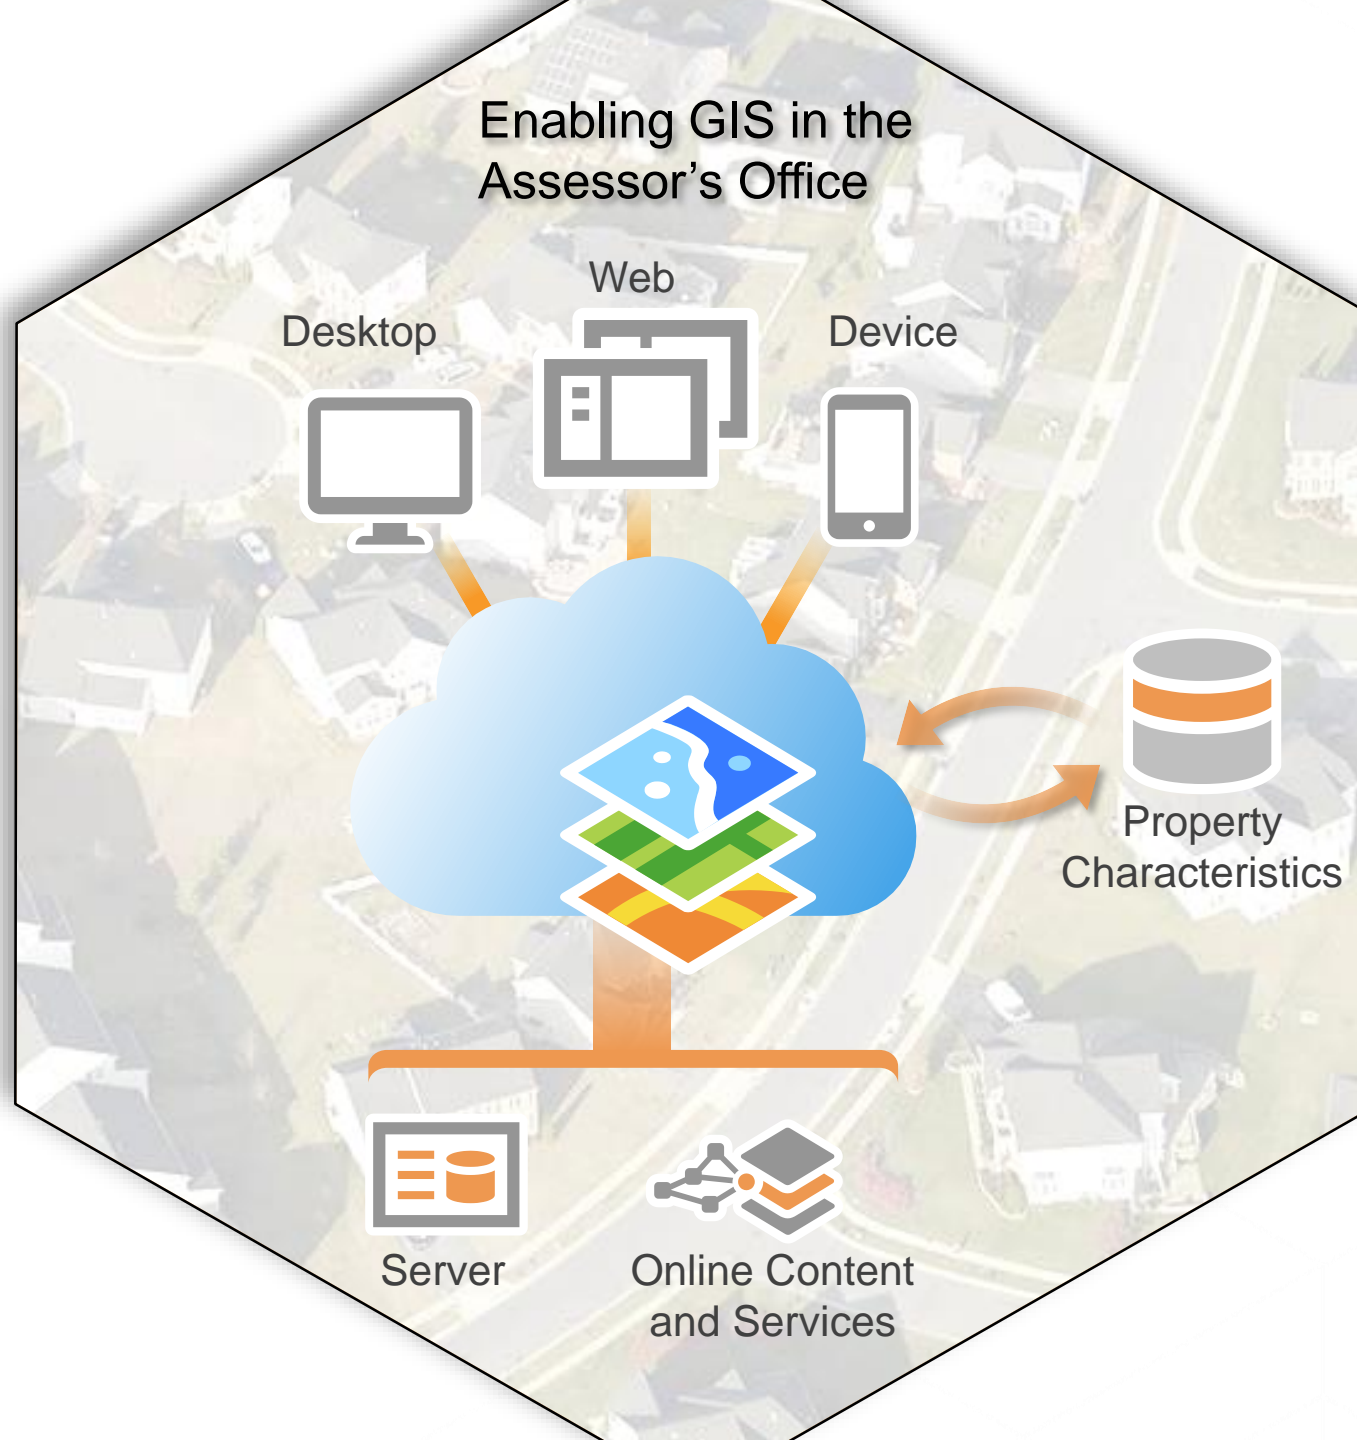 Enabling GIS in the
Assessor’s Office
Web
Desktop
Device
Property
Characteristics
Server
Online Content
and Services